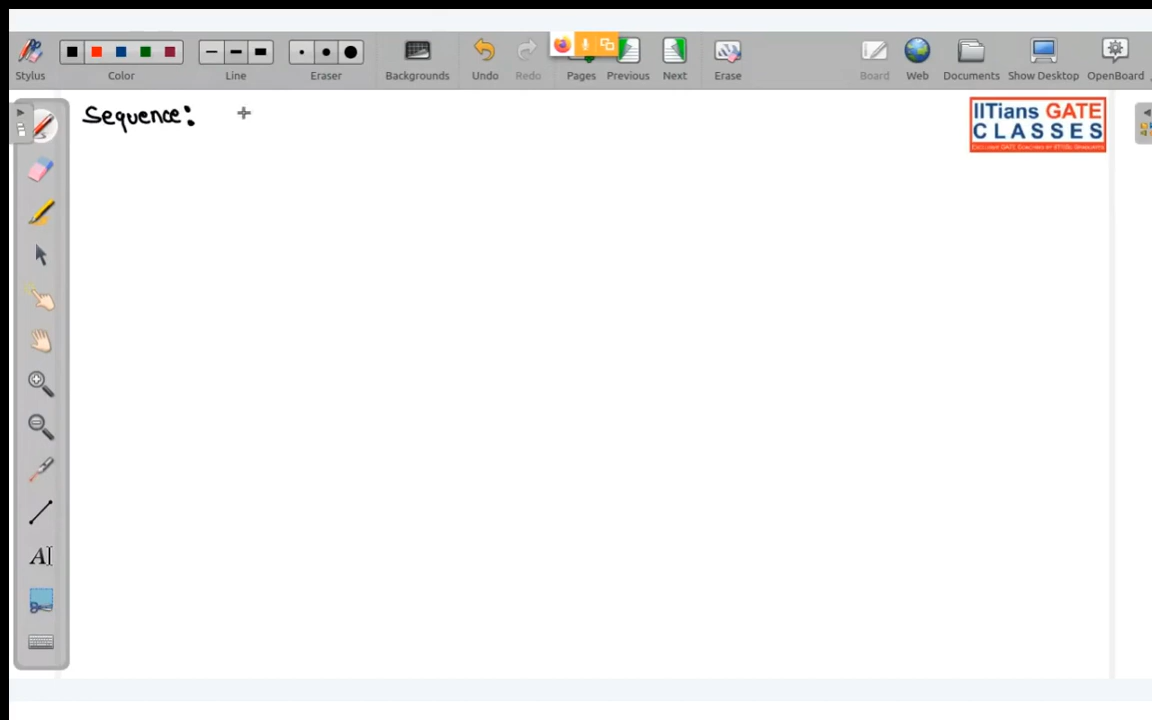 Stylus Color Line Eraser Backgrounds Undo Redo Pages Previous Next Erase Board Web Documents Show Desktop OpenBoard
Sequence:
IITians GATE
CLASSES